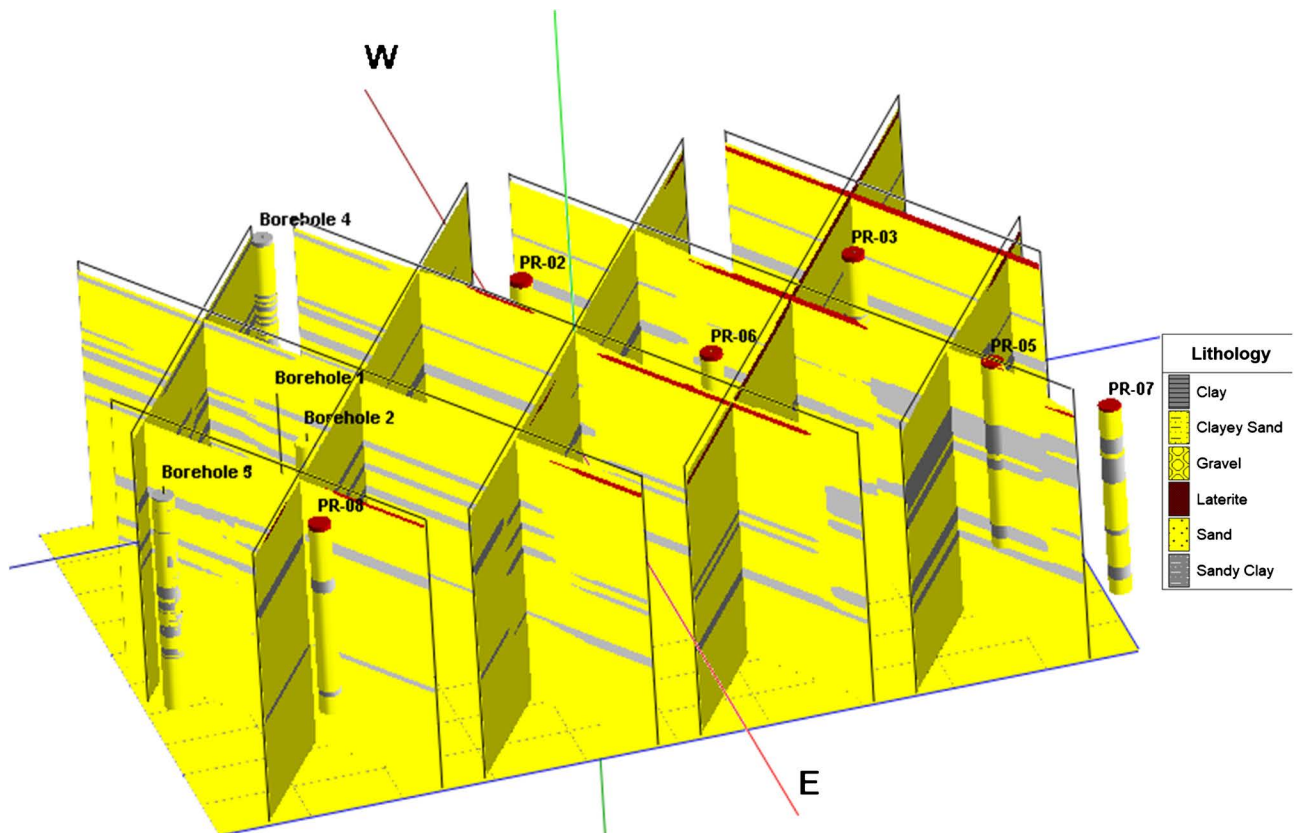 W
Borehole 4
PR-03
PR-02
PR-06
PR-05
Borehole 1
PR-07
Borehole 2
Borehole
PR-08
E
Lithology
Clay
Clayey Sand
Gravel
Laterite
Sand
Sandy Clay